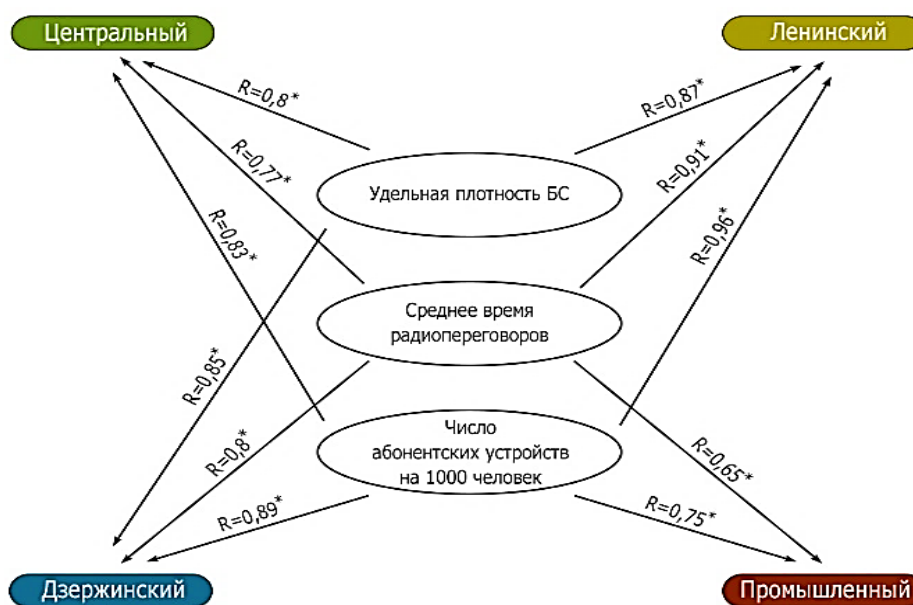 Центральный
Ленинский
R=0,8*
R=0,87*
R=0,77*
R=0,91*
Удельная плотность БС
R=0,83*
R=0,96*
Среднее время
радиопереговоров
R=0,85*
Число
абонентских устройств
на 1000 человек
R=0,8*
R=0,65*
R=0,89*
R=0,75*
Дзержинский
Промышленный